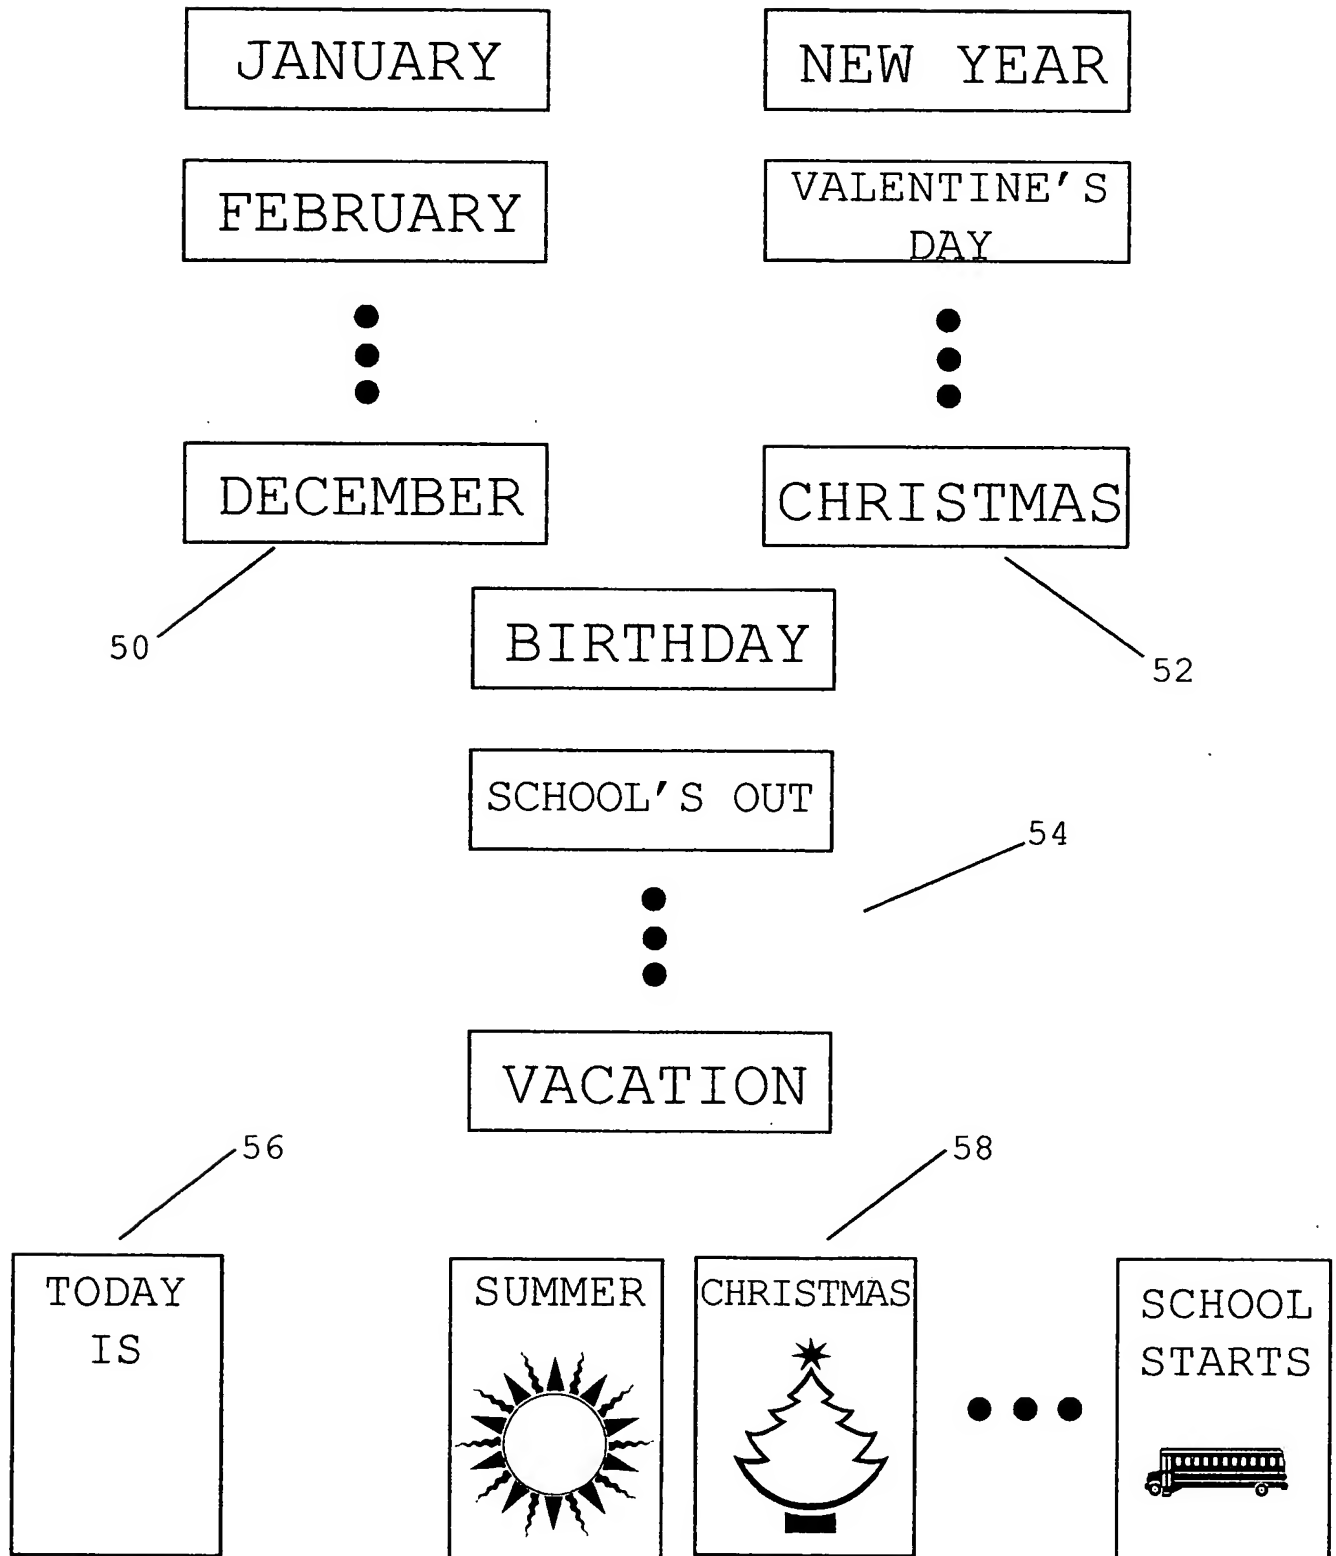 JANUARY
NEW YEAR
FEBRUARY
VALENTINE'S
DAY
DECEMBER
CHRISTMAS
50
52
BIRTHDAY
SCHOOL'S OUT
54
VACATION
56
58
TODAY
IS
SUMMER
CHRISTMAS
SCHOOL
STARTS